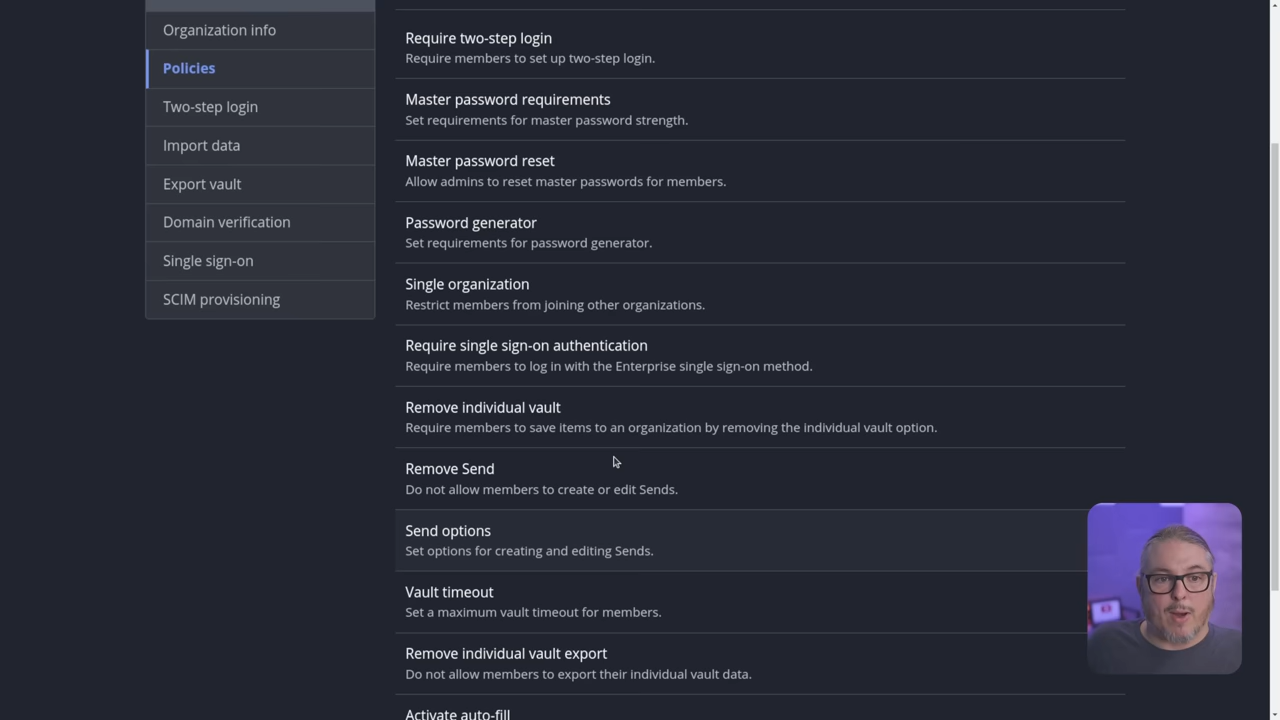 Organization info
Policies
Two-step login
Import data
Export vault
Domain verification
Single sign-on
SCIM provisioning
Require two-step login
Require members to set up two-step login.
Master password requirements
Set requirements for master password strength.
Master password reset
Allow admins to reset master passwords for members.
Password generator
Set requirements for password generator.
Single organization
Restrict members from joining other organizations.
Require single sign-on authentication
Require members to log in with the Enterprise single sign-on method.
Remove individual vault
Require members to save items to an organization by removing the individual vault option.
Remove Send
Do not allow members to create or edit Sends.
Send options
Set options for creating and editing Sends.
Vault timeout
Set a maximum vault timeout for members.
Remove individual vault export
Do not allow members to export their individual vault data.
Activate auto-fill